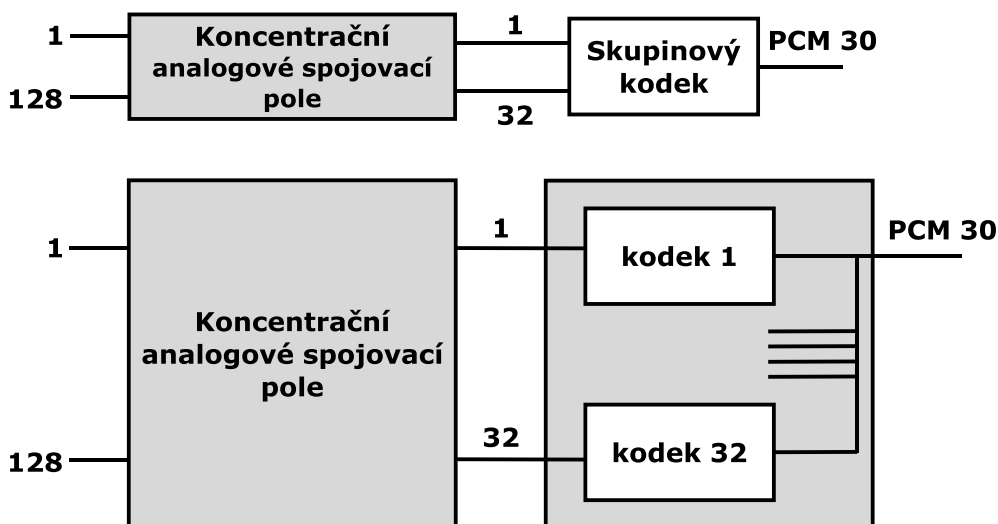 1
128
Koncentrační
analogové spojovací
pole
1
32
Skupinový
kodek
PCM 30
1
128
Koncentrační
analogové spojovací
pole
1
32
kodek 1
kodek 32
PCM 30